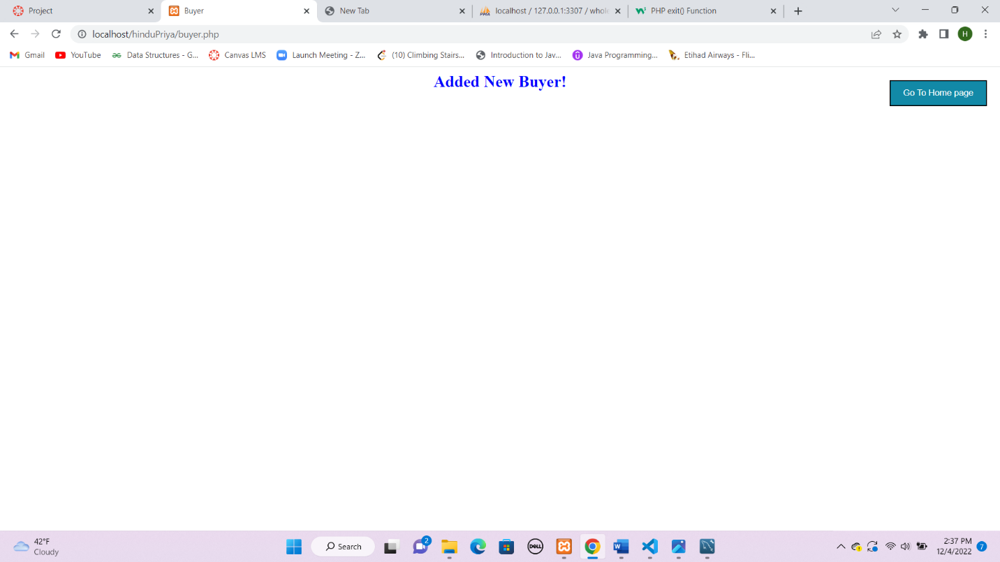 Project
Buyer
New Tab
localhost / 127.0.0.1:3307 / whole
PHP exit() Function
localhost/hinduPriya/buyer.php
H
Gmail
YouTube
Data Structures - G...
Canvas LMS
Launch Meeting - Z...
(10) Climbing Stairs...
Introduction to Jav...
Java Programming...
Etihad Airways - Fli...
Added New Buyer!
Go To Home page
42°F
Cloudy
Search
2
DELL
2:37 PM
12/4/2022
7